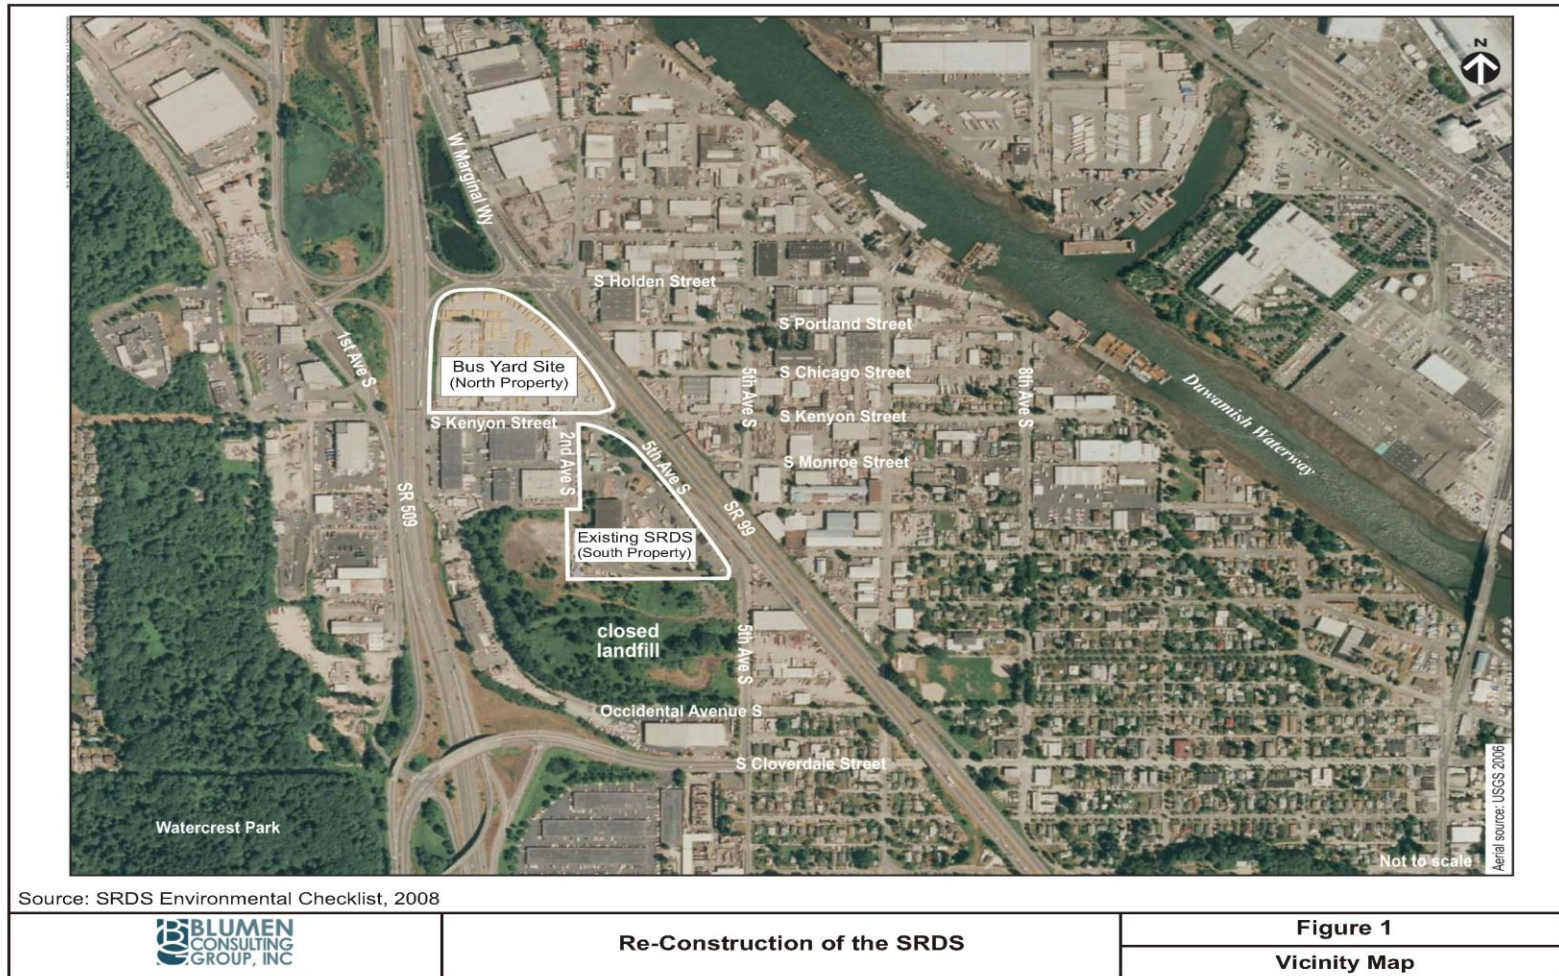 N
W Marginal Wy
S Holden Street
S Portland Street
1st Ave S
Bus Yard Site
(North Property)
S Chicago Street
5th Ave S
8th Ave S
Duwamish Waterway
S Kenyon Street
S Kenyon Street
2nd Ave S
5th Ave S
S Monroe Street
SR 509
SR 99
Existing SRDS
(South Property)
closed
landfill
5th Ave S
Occidental Avenue S
S Cloverdale Street
Watercrest Park
Not to scale
Aerial source: USGS 2006
Source: SRDS Environmental Checklist, 2008
BLUMEN
CONSULTING
GROUP, INC
Re-Construction of the SRDS
Figure 1
Vicinity Map